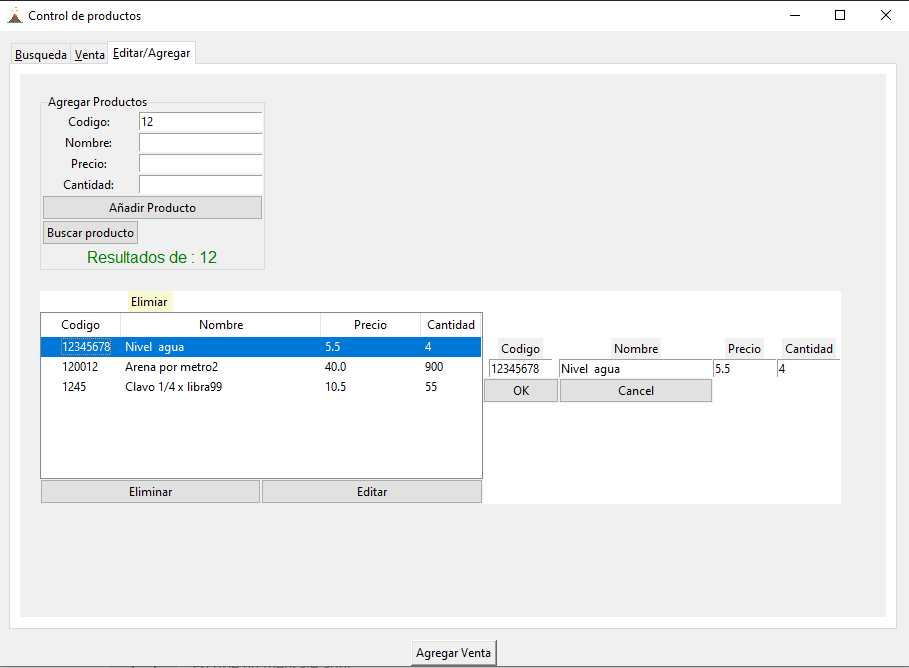 Control de productos
Busqueda Venta Editar/Agregar
Agregar Productos
Codigo: 12
Nombre:
Precio:
Cantidad:
Añadir Producto
Buscar producto
Resultados de : 12
Elimiar
Codigo Nombre Precio Cantidad
12345678 Nivel agua 5.5 4
120012 Arena por metro2 40.0 900
1245 Clavo 1/4 x libra99 10.5 55
Eliminar Editar
Codigo Nombre Precio Cantidad
12345678 Nivel agua 5.5 4
OK Cancel
Agregar Venta